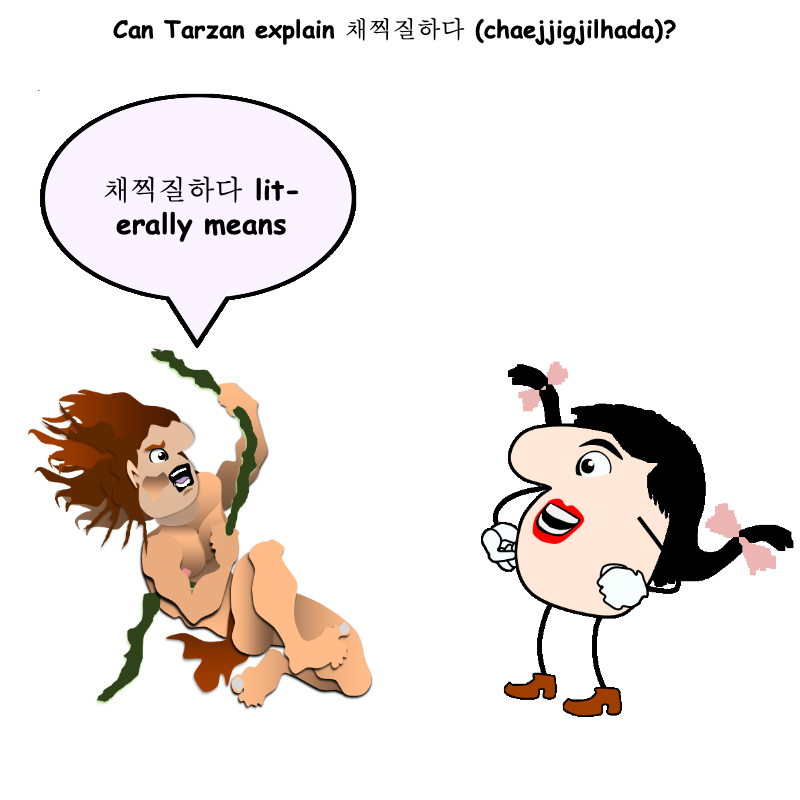 Can Tarzan explain 채찍질하다 (chaejjigjilhada)?
채찍질하다 lit-
erally means